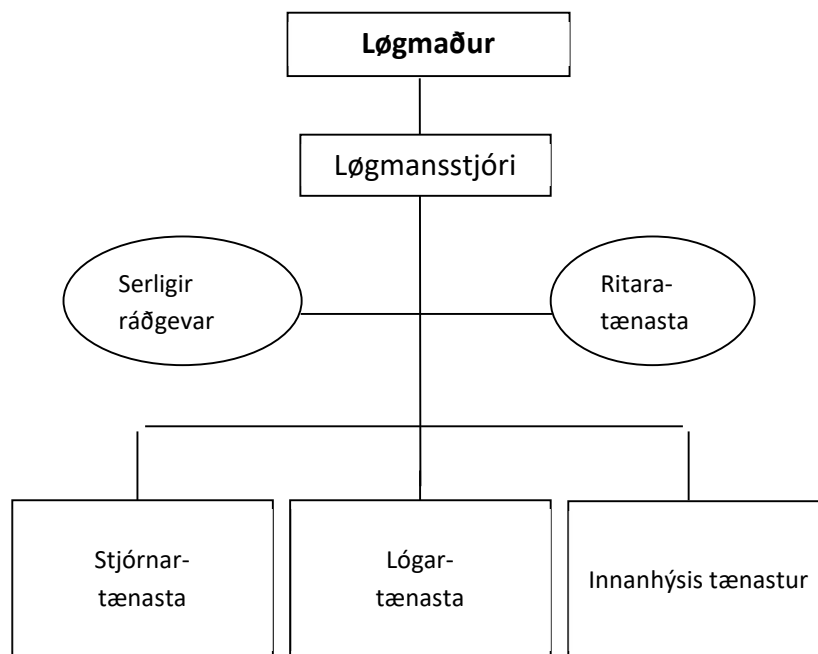 Løgmaður
Løgmansstjóri
Serligir
ráðgevar
Ritara-
tænasta
Stjórnar-
tænasta
Lógar-
tænasta
Innanhýsis tænastur